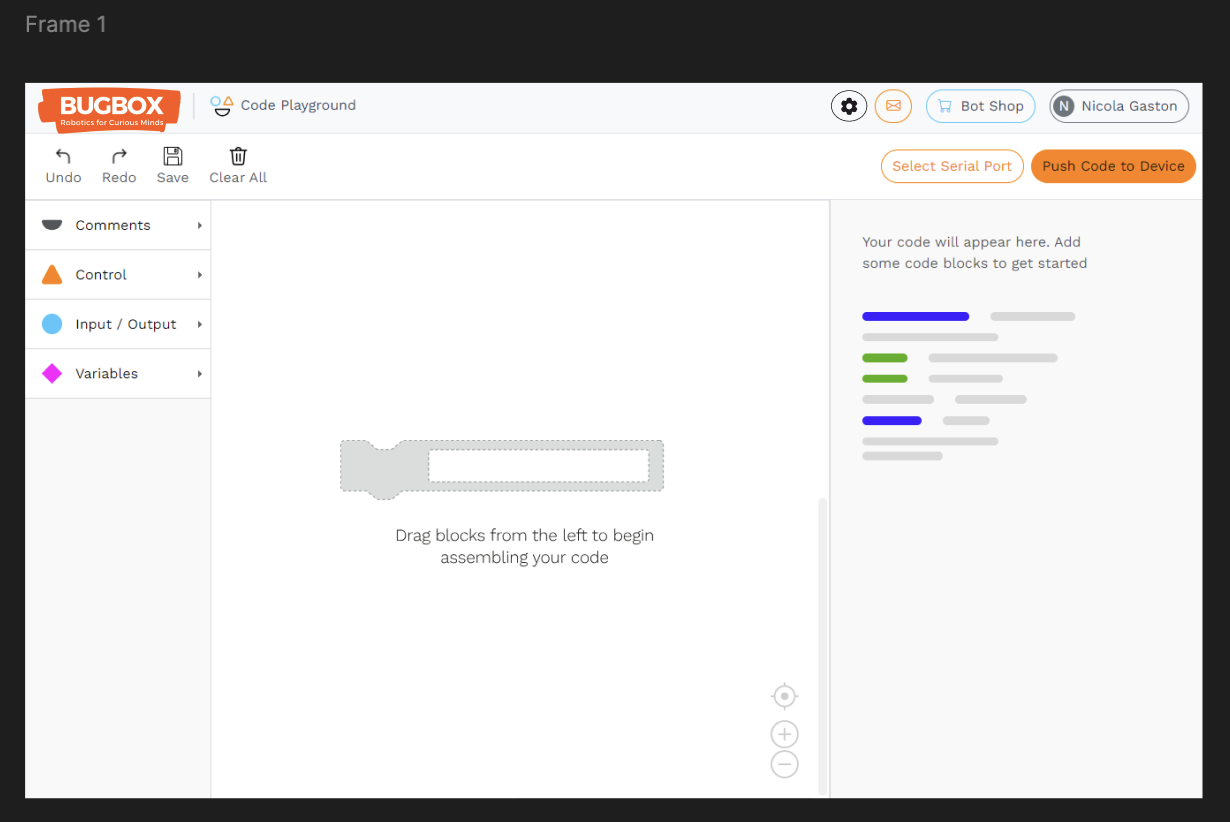 Frame 1
BUGBOX
Robotics for Curious Minds
Code Playground
Bot Shop
N Nicola Gaston
Undo Redo Save Clear All
Select Serial Port
Push Code to Device
Comments
Control
Input / Output
Variables
Drag blocks from the left to begin
assembling your code
Your code will appear here. Add
some code blocks to get started